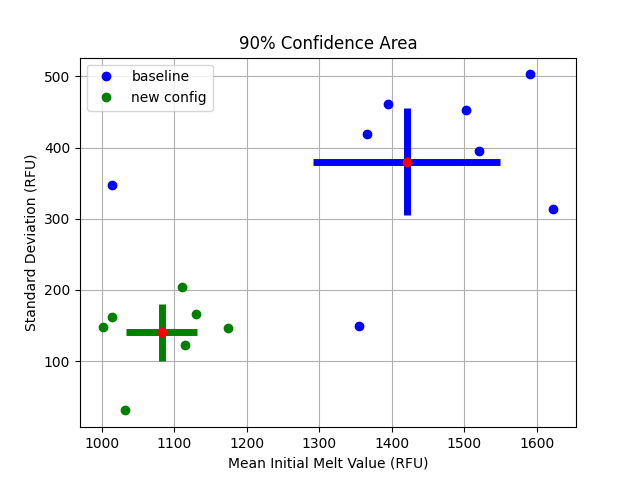 90% Confidence Area
baseline
new config
Standard Deviation (RFU)
500
400
300
200
100
1000 1100 1200 1300 1400 1500 1600
Mean Initial Melt Value (RFU)